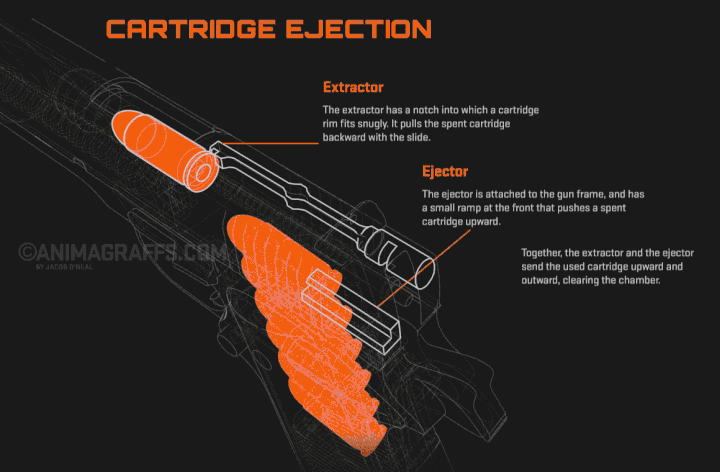 CARTRIDGE EJECTION
Extractor
The extractor has a notch into which a cartridge
rim fits snugly. It pulls the spent cartridge
backward with the slide.
Ejector
The ejector is attached to the gun frame, and has
a small ramp at the front that pushes a spent
cartridge upward.
Together, the extractor and the ejector
send the used cartridge upward and
outward, clearing the chamber.
©ANIMAGRAFFS.COM
BY JACOB O'NEAL